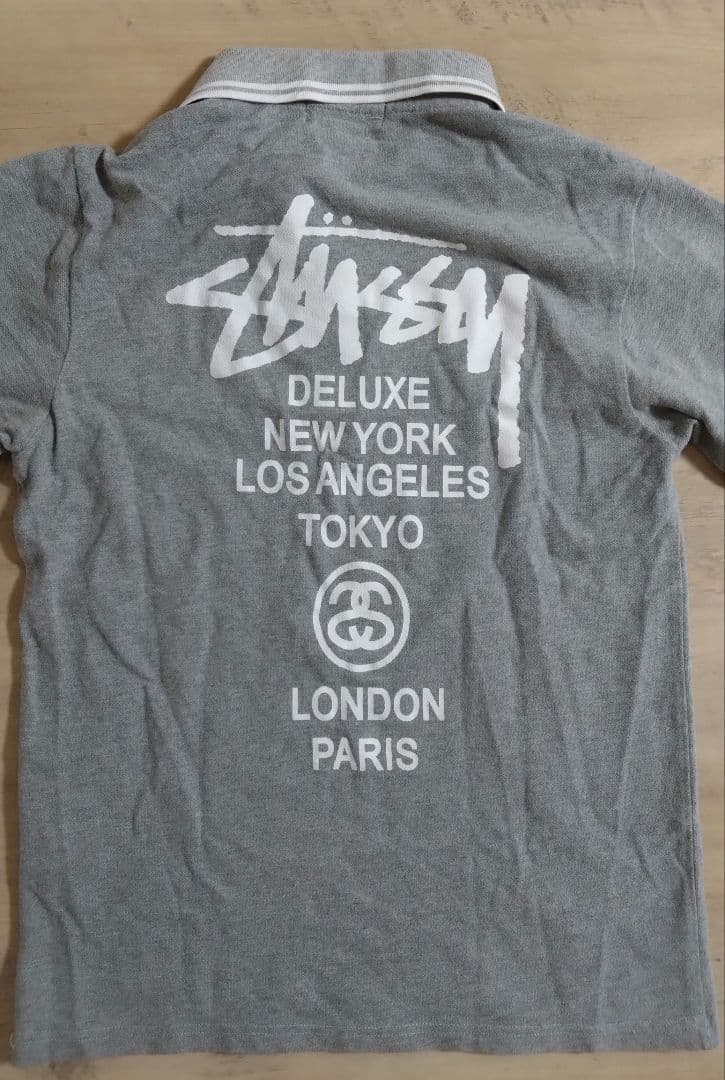 Stüssy
DELUXE
NEW YORK
LOS ANGELES
TOKYO
LONDON
PARIS